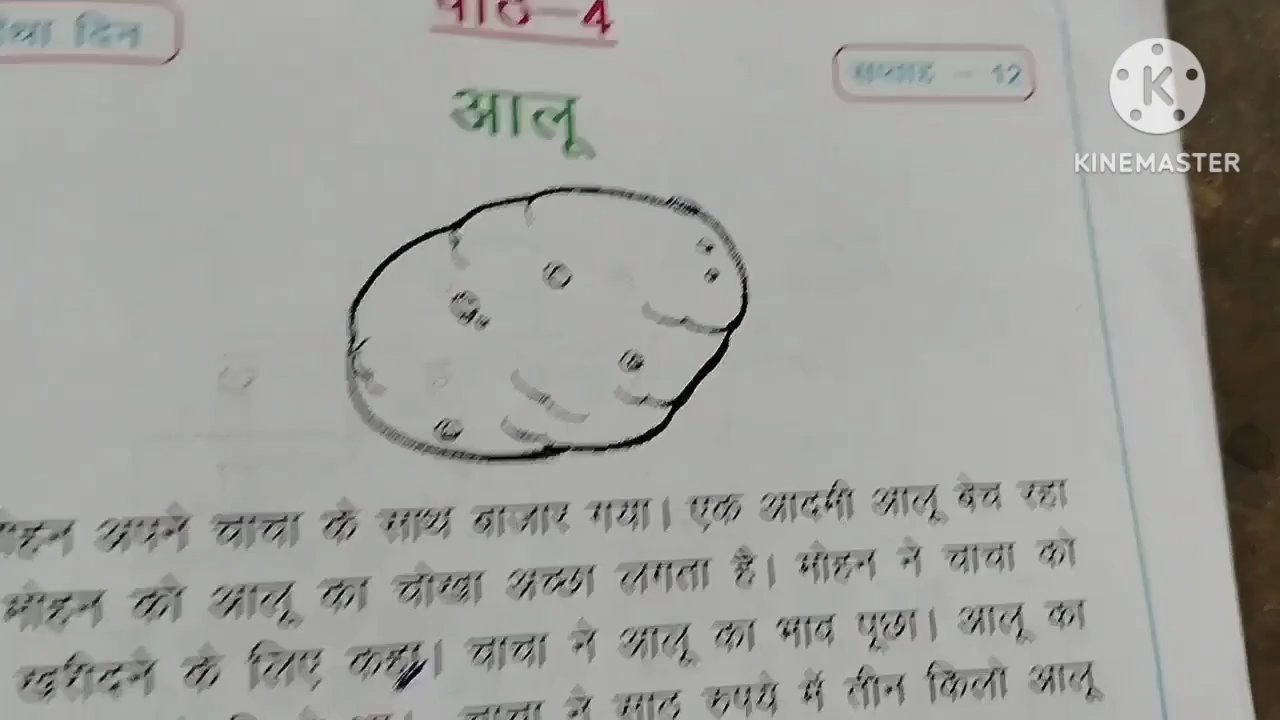 पाठ-4
दिन
सप्ताह - 12
KINEMASTER
आलू
मोहन अपने चाचा के साथ बाजार गया। एक आदमी आलू बेच रहा
मोहन को आलू का चोखा अच्छा लगता है। मोहन ने चाचा को
खरीदने के लिए कहा। चाचा ने आलू का भाव पूछा। आलू का
चाचा ने साठ रुपये में तीन किलो आलू